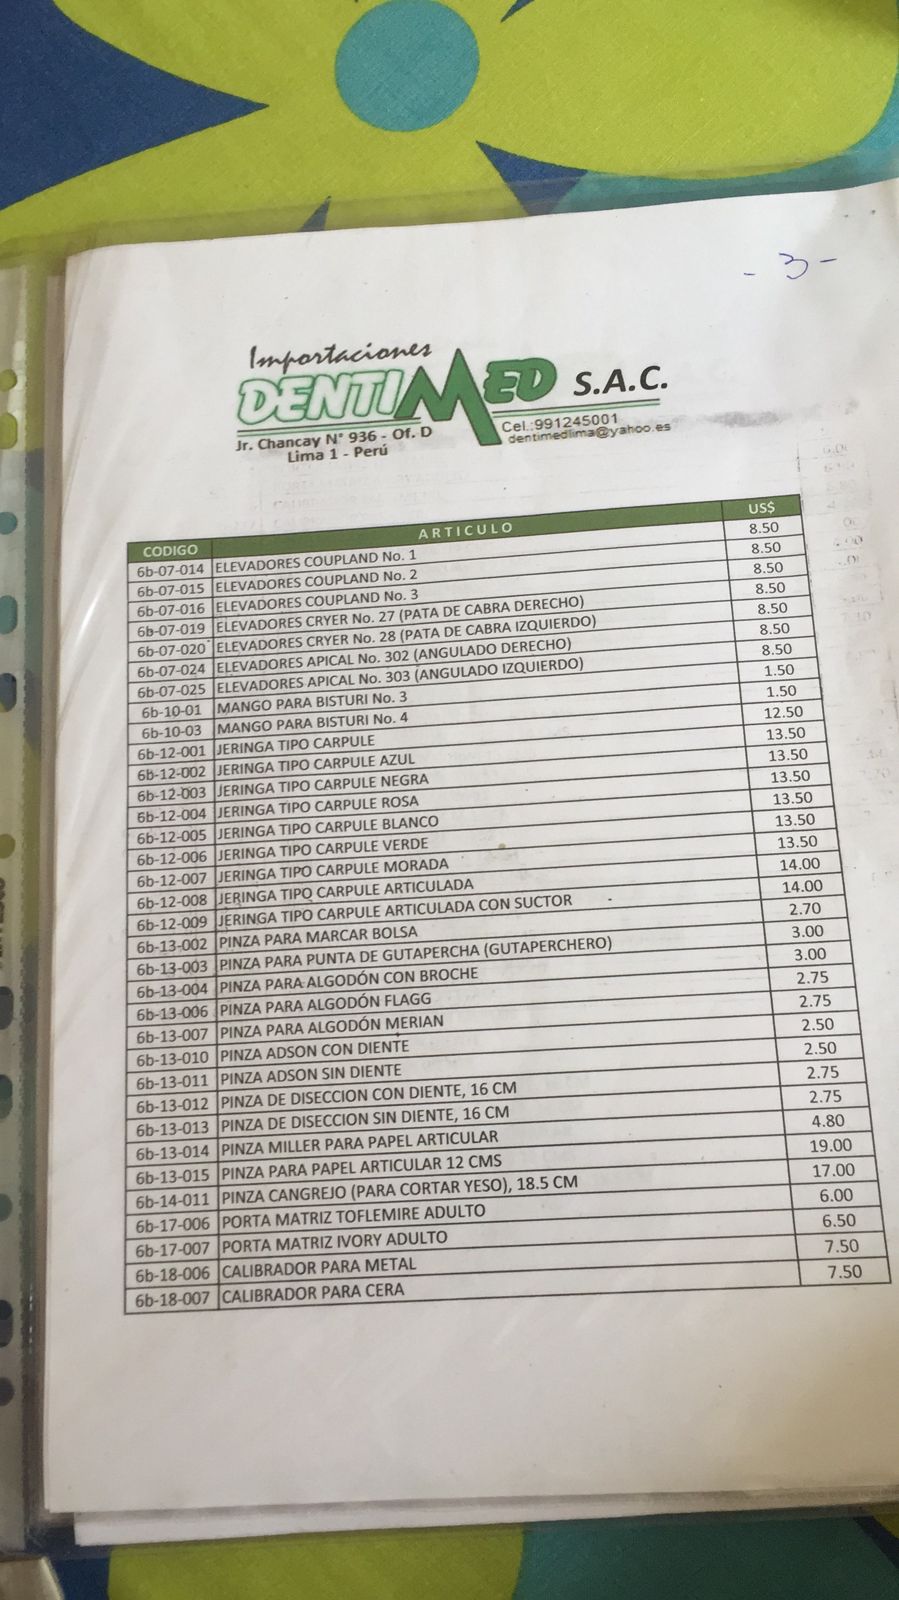 - 3 -
Importaciones
DENTIMED S.A.C.
Jr. Chancay N° 936 - Of. D
Lima 1 - Perú
Cel.:991245001
dentimedlima@yahoo.es
CODIGO ARTICULO US$
6b-07-014 ELEVADORES COUPLAND No. 1 8.50
6b-07-015 ELEVADORES COUPLAND No. 2 8.50
6b-07-016 ELEVADORES COUPLAND No. 3 8.50
6b-07-019 ELEVADORES CRYER No. 27 (PATA DE CABRA DERECHO) 8.50
6b-07-020 ELEVADORES CRYER No. 28 (PATA DE CABRA IZQUIERDO) 8.50
6b-07-024 ELEVADORES APICAL No. 302 (ANGULADO DERECHO) 8.50
6b-07-025 ELEVADORES APICAL No. 303 (ANGULADO IZQUIERDO) 8.50
6b-10-01 MANGO PARA BISTURI No. 3 1.50
6b-10-03 MANGO PARA BISTURI No. 4 1.50
6b-12-001 JERINGA TIPO CARPULE 12.50
6b-12-002 JERINGA TIPO CARPULE AZUL 13.50
6b-12-003 JERINGA TIPO CARPULE NEGRA 13.50
6b-12-004 JERINGA TIPO CARPULE ROSA 13.50
6b-12-005 JERINGA TIPO CARPULE BLANCO 13.50
6b-12-006 JERINGA TIPO CARPULE VERDE 13.50
6b-12-007 JERINGA TIPO CARPULE MORADA 13.50
6b-12-008 JERINGA TIPO CARPULE ARTICULADA 14.00
6b-12-009 JERINGA TIPO CARPULE ARTICULADA CON SUCTOR 14.00
6b-13-002 PINZA PARA MARCAR BOLSA 2.70
6b-13-003 PINZA PARA PUNTA DE GUTAPERCHA (GUTAPERCHERO) 3.00
6b-13-004 PINZA PARA ALGODÓN CON BROCHE 3.00
6b-13-006 PINZA PARA ALGODÓN FLAGG 2.75
6b-13-007 PINZA PARA ALGODÓN MERIAN 2.75
6b-13-010 PINZA ADSON CON DIENTE 2.50
6b-13-011 PINZA ADSON SIN DIENTE 2.50
6b-13-012 PINZA DE DISECCION CON DIENTE, 16 CM 2.75
6b-13-013 PINZA DE DISECCION SIN DIENTE, 16 CM 2.75
6b-13-014 PINZA MILLER PARA PAPEL ARTICULAR 4.80
6b-13-015 PINZA PARA PAPEL ARTICULAR 12 CMS 19.00
6b-14-011 PINZA CANGREJO (PARA CORTAR YESO), 18.5 CM 17.00
6b-17-006 PORTA MATRIZ TOFLEMIRE ADULTO 6.00
6b-17-007 PORTA MATRIZ IVORY ADULTO 6.50
6b-18-006 CALIBRADOR PARA METAL 7.50
6b-18-007 CALIBRADOR PARA CERA 7.50